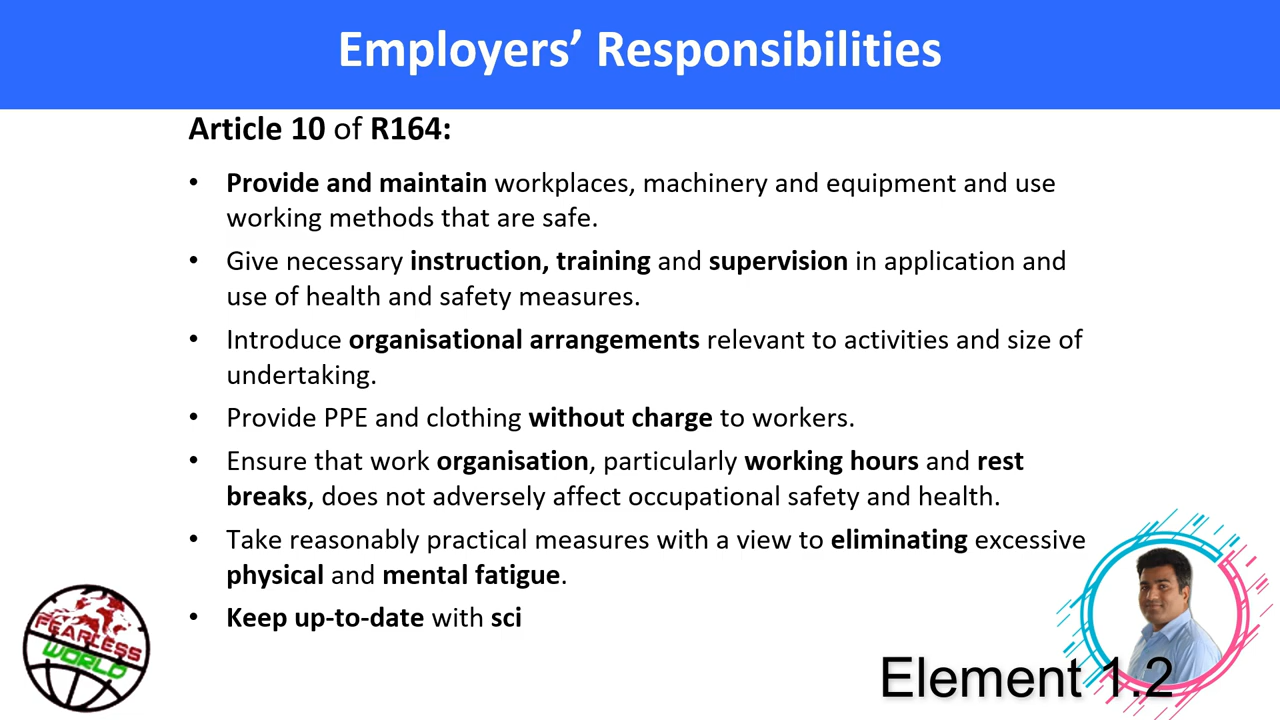 Employers’ Responsibilities
Article 10 of R164:
• Provide and maintain workplaces, machinery and equipment and use
working methods that are safe.
• Give necessary instruction, training and supervision in application and
use of health and safety measures.
• Introduce organisational arrangements relevant to activities and size of
undertaking.
• Provide PPE and clothing without charge to workers.
• Ensure that work organisation, particularly working hours and rest
breaks, does not adversely affect occupational safety and health.
• Take reasonably practical measures with a view to eliminating excessive
physical and mental fatigue.
• Keep up-to-date with sci
FEARLESS
WORLD
Element 1.2